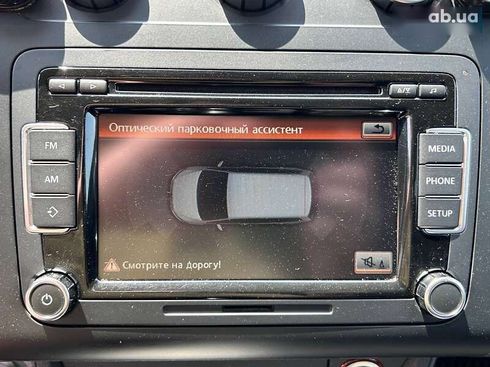 ab.ua
FM
AM
A/Z
Оптический парковочный ассистент
Смотрите на Дорогу!
MEDIA
PHONE
SETUP